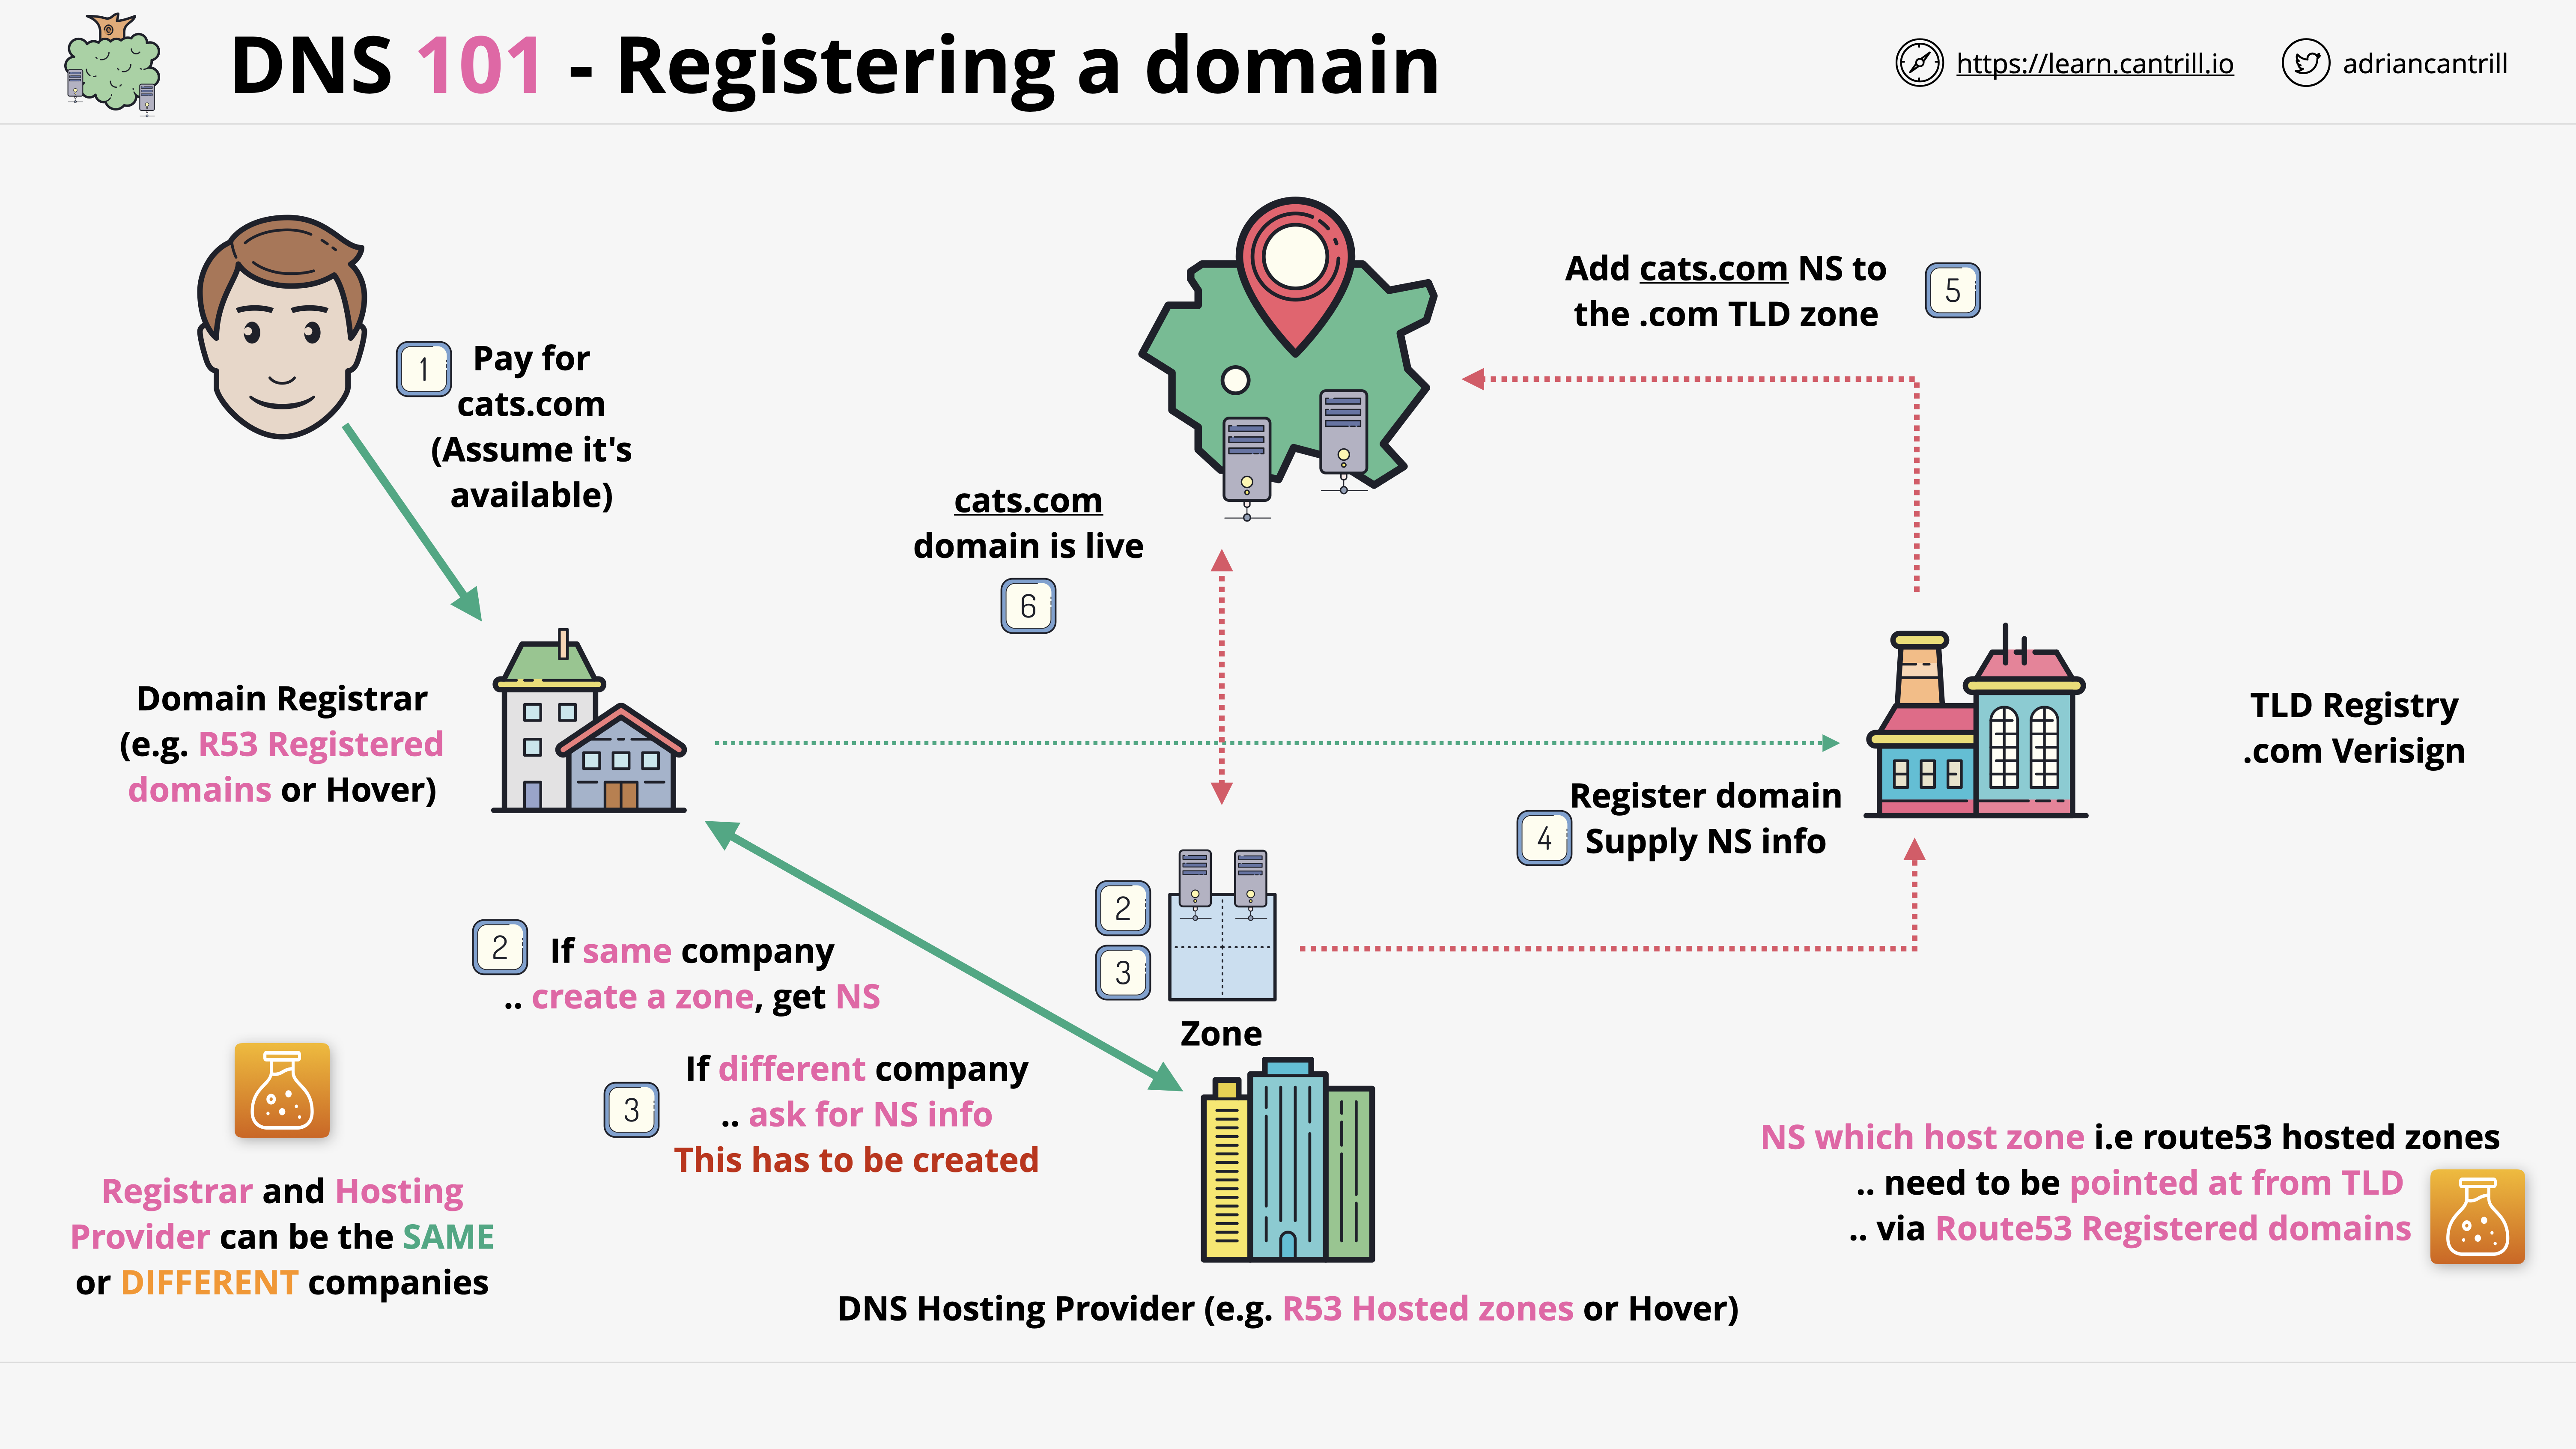 DNS 101 - Registering a domain
https://learn.cantrill.io
adriancantrill
1
Pay for
cats.com
(Assume it's
available)
Add cats.com NS to
the .com TLD zone
5
cats.com
domain is live
6
Domain Registrar
(e.g. R53 Registered
domains or Hover)
TLD Registry
.com Verisign
4
Register domain
Supply NS info
2
3
Zone
2
If same company
.. create a zone, get NS
3
If different company
.. ask for NS info
This has to be created
Registrar and Hosting
Provider can be the SAME
or DIFFERENT companies
NS which host zone i.e route53 hosted zones
.. need to be pointed at from TLD
.. via Route53 Registered domains
DNS Hosting Provider (e.g. R53 Hosted zones or Hover)